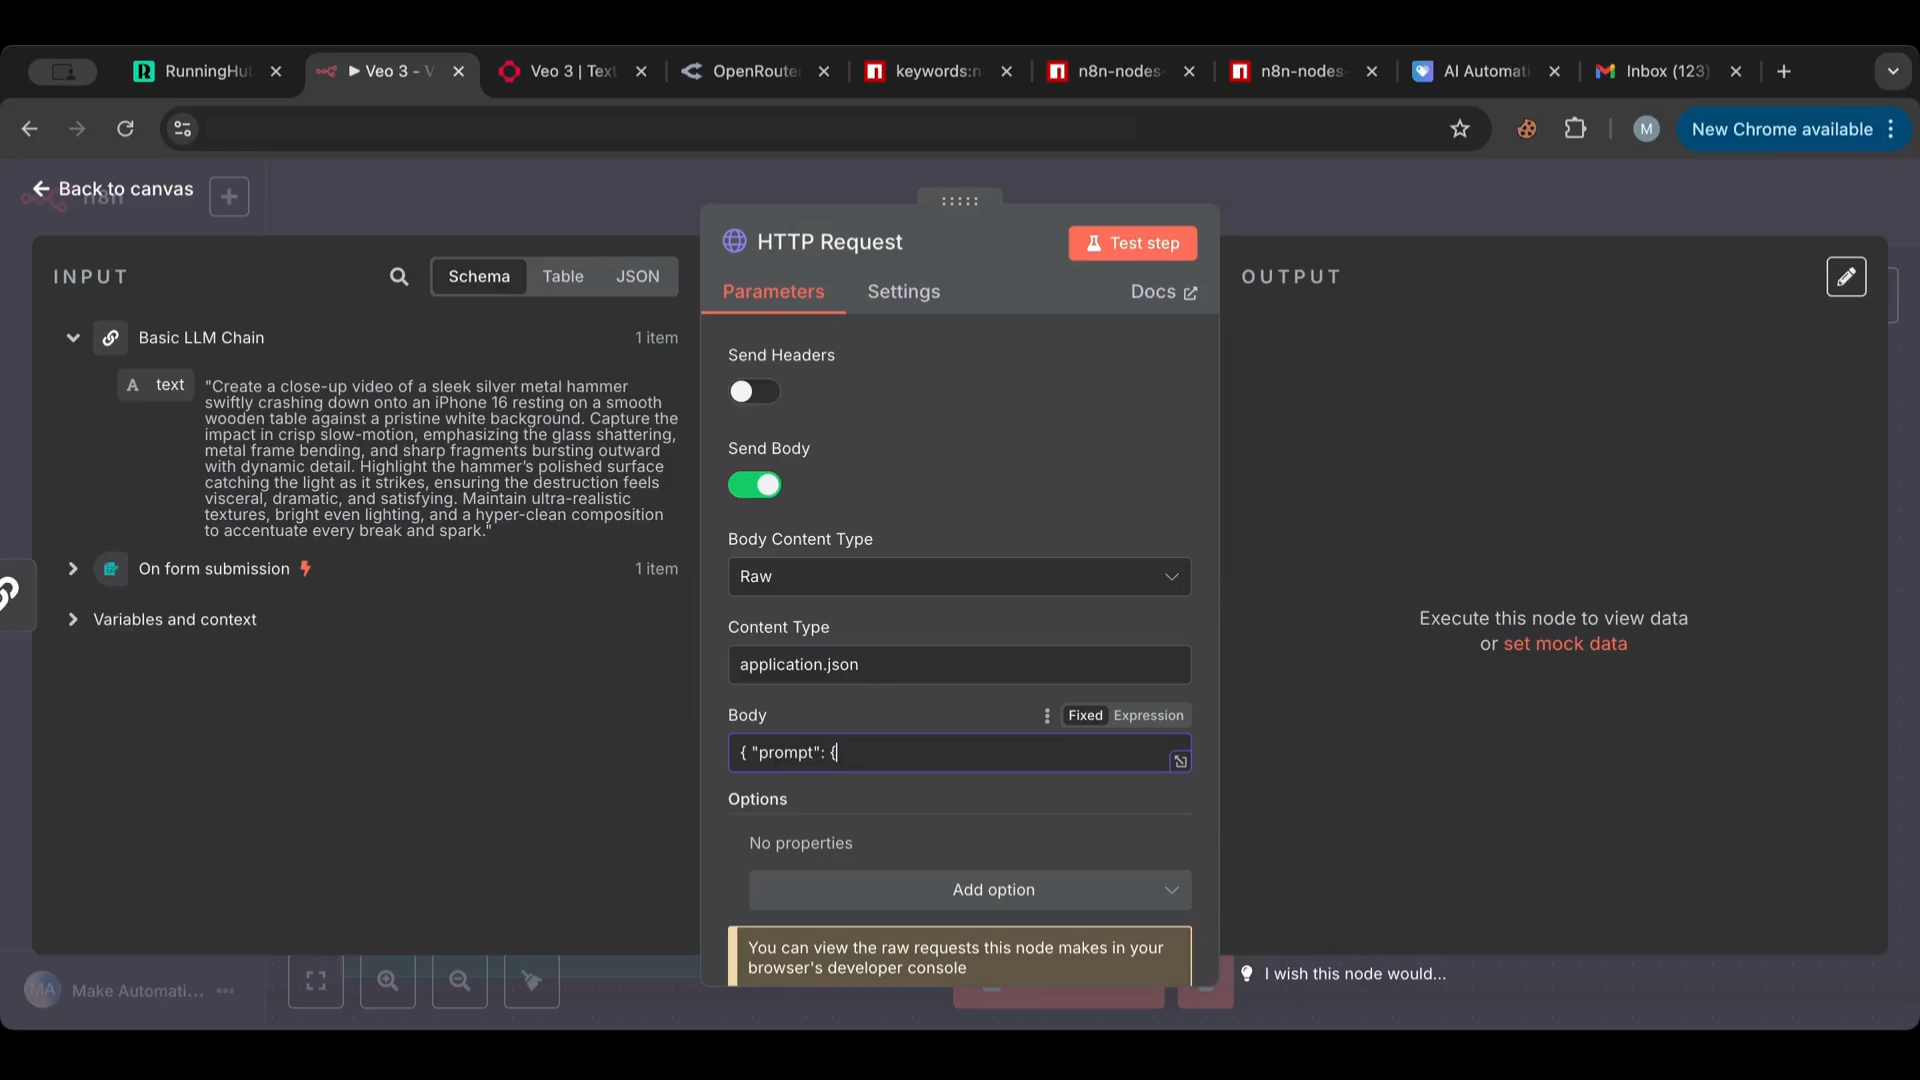 RunningHu
Veo 3 - V
Veo 3 | Text
OpenRoute
keywords:n
n8n-nodes-
n8n-nodes-
AI Automati
Inbox (123)
M
New Chrome available
Back to canvas
n8n
INPUT
Schema
Table
JSON
Basic LLM Chain
1 item
A text
"Create a close-up video of a sleek silver metal hammer
swiftly crashing down onto an iPhone 16 resting on a smooth
wooden table against a pristine white background. Capture the
impact in crisp slow-motion, emphasizing the glass shattering,
metal frame bending, and sharp fragments bursting outward
with dynamic detail. Highlight the hammer’s polished surface
catching the light as it strikes, ensuring the destruction feels
visceral, dramatic, and satisfying. Maintain ultra-realistic
textures, bright even lighting, and a hyper-clean composition
to accentuate every break and spark."
On form submission
1 item
Variables and context
HTTP Request
Test step
Parameters
Settings
Docs
Send Headers
Send Body
Body Content Type
Raw
Content Type
application.json
Body
Fixed
Expression
{ "prompt": {
Options
No properties
Add option
You can view the raw requests this node makes in your
browser's developer console
OUTPUT
Execute this node to view data
or set mock data
I wish this node would...
MA
Make Automati...